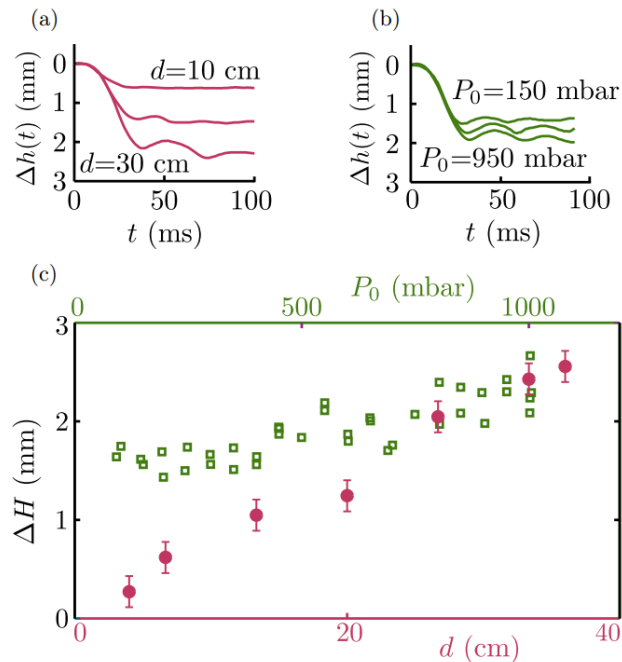 (a)
(b)
0
1
2
3
Δh(t) (mm)
d=10 cm
d=30 cm
0
50
100
t (ms)
0
1
2
3
Δh(t) (mm)
P₀=150 mbar
P₀=950 mbar
0
50
100
t (ms)
(c)
0
500
1000
P₀ (mbar)
3
2
1
0
ΔH (mm)
0
20
40
d (cm)